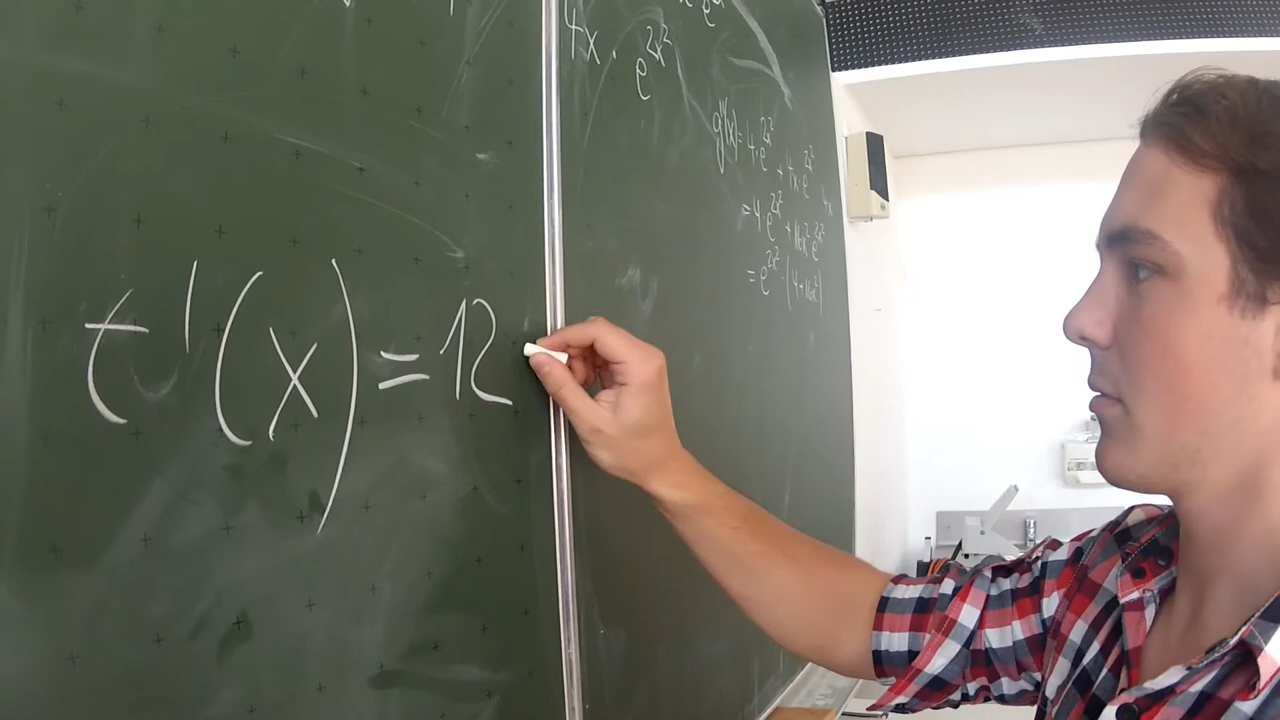 t'(x) = 12
4x · e^{2x²}
g''(x) = 4 · e^{2x²} + 4x · e^{2x²} · 4x
= 4 e^{2x²} + 16x² e^{2x²}
= e^{2x²} · (4 + 16x²)